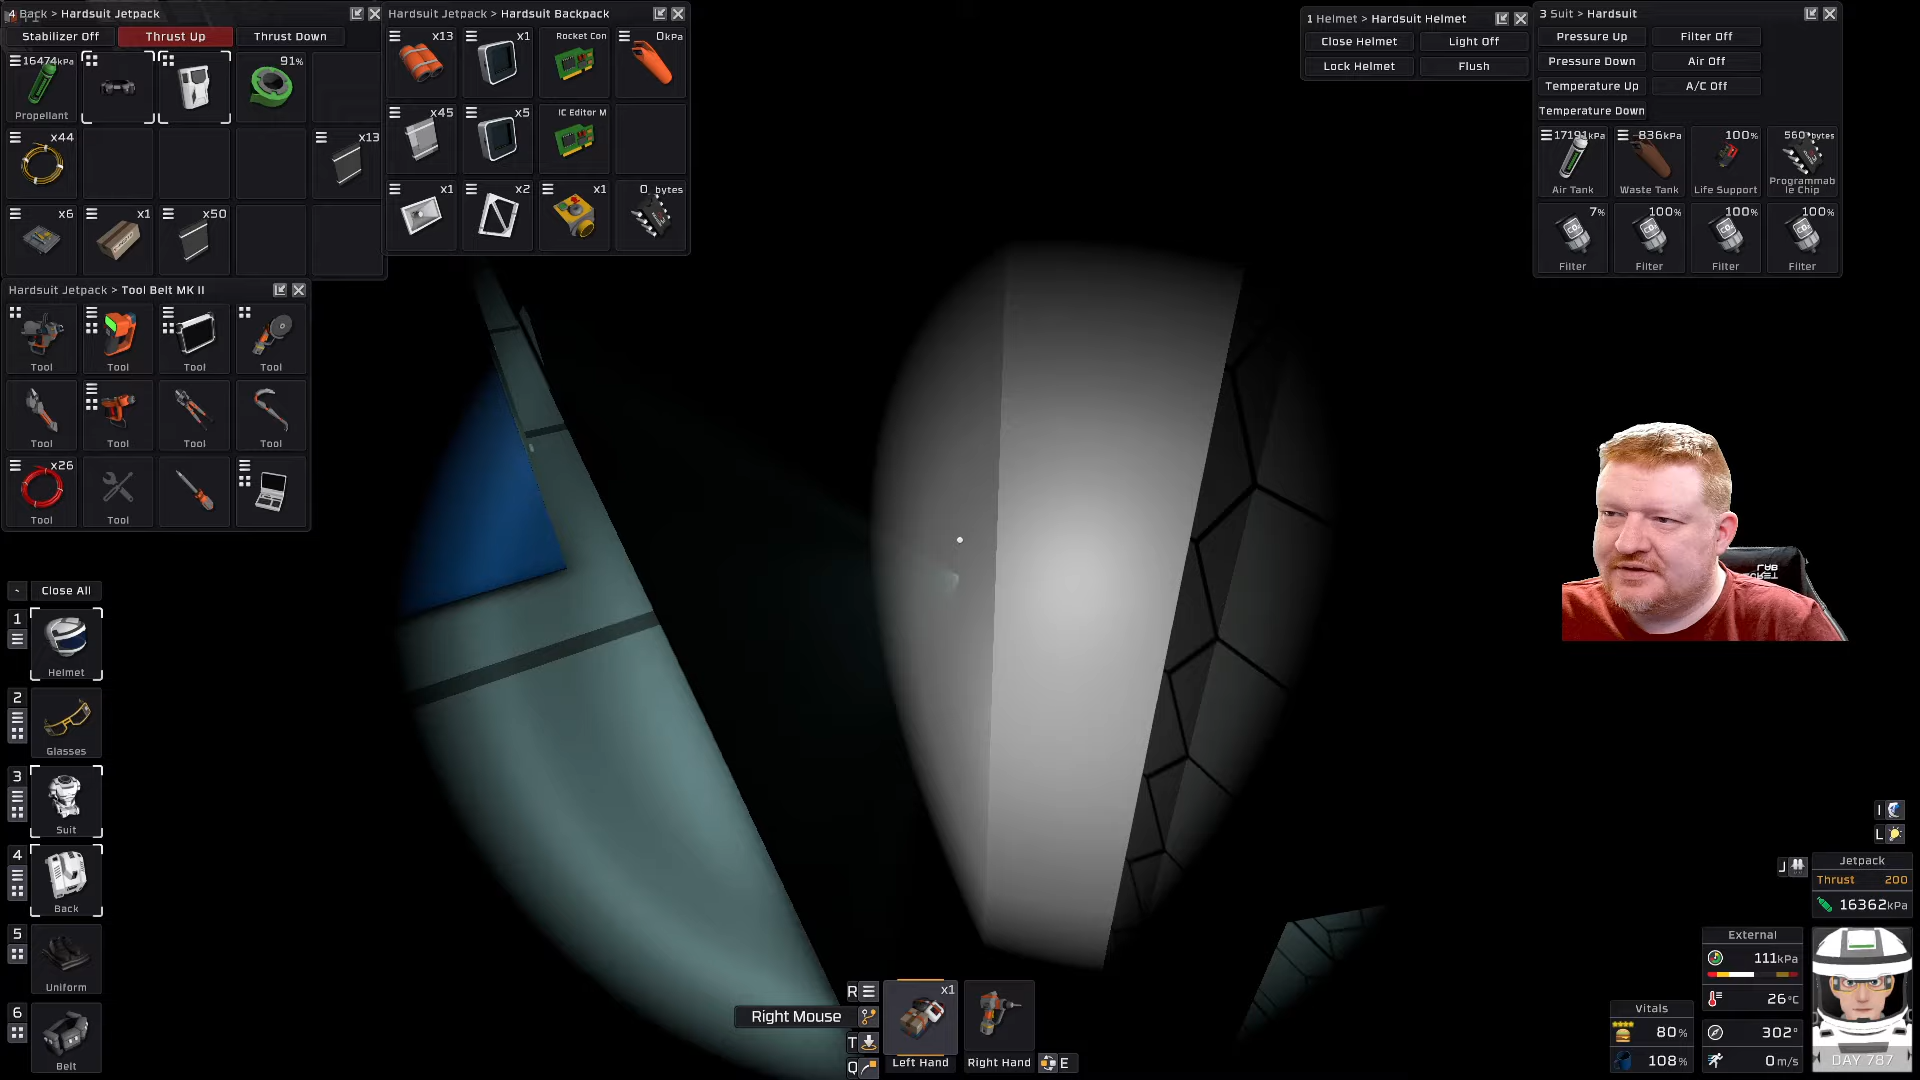 4 Back > Hardsuit Jetpack
Stabilizer Off
Thrust Up
Thrust Down
16474kPa
Propellant
91%
x44
x13
x6
x1
x50
Hardsuit Jetpack > Hardsuit Backpack
x13
x1
Rocket Con
0kPa
x45
x5
IC Editor M
x1
x2
x1
0 bytes
Hardsuit Jetpack > Tool Belt MK II
Tool
Tool
Tool
Tool
Tool
Tool
Tool
Tool
x26
Tool
Tool
1 Helmet > Hardsuit Helmet
Close Helmet
Light Off
Lock Helmet
Flush
3 Suit > Hardsuit
Pressure Up
Filter Off
Pressure Down
Air Off
Temperature Up
A/C Off
Temperature Down
17191kPa
Air Tank
836kPa
Waste Tank
100%
Life Support
560 bytes
Programmab
le Chip
7%
Filter
100%
Filter
100%
Filter
100%
Filter
~
Close All
1
Helmet
2
Glasses
3
Suit
4
Back
5
Uniform
6
Belt
Right Mouse
R
T
Q
x1
Left Hand
Right Hand
E
I
L
J
Jetpack
Thrust 200
16362kPa
External
111kPa
26°C
302°
0m/s
Vitals
80%
108%
DAY 787